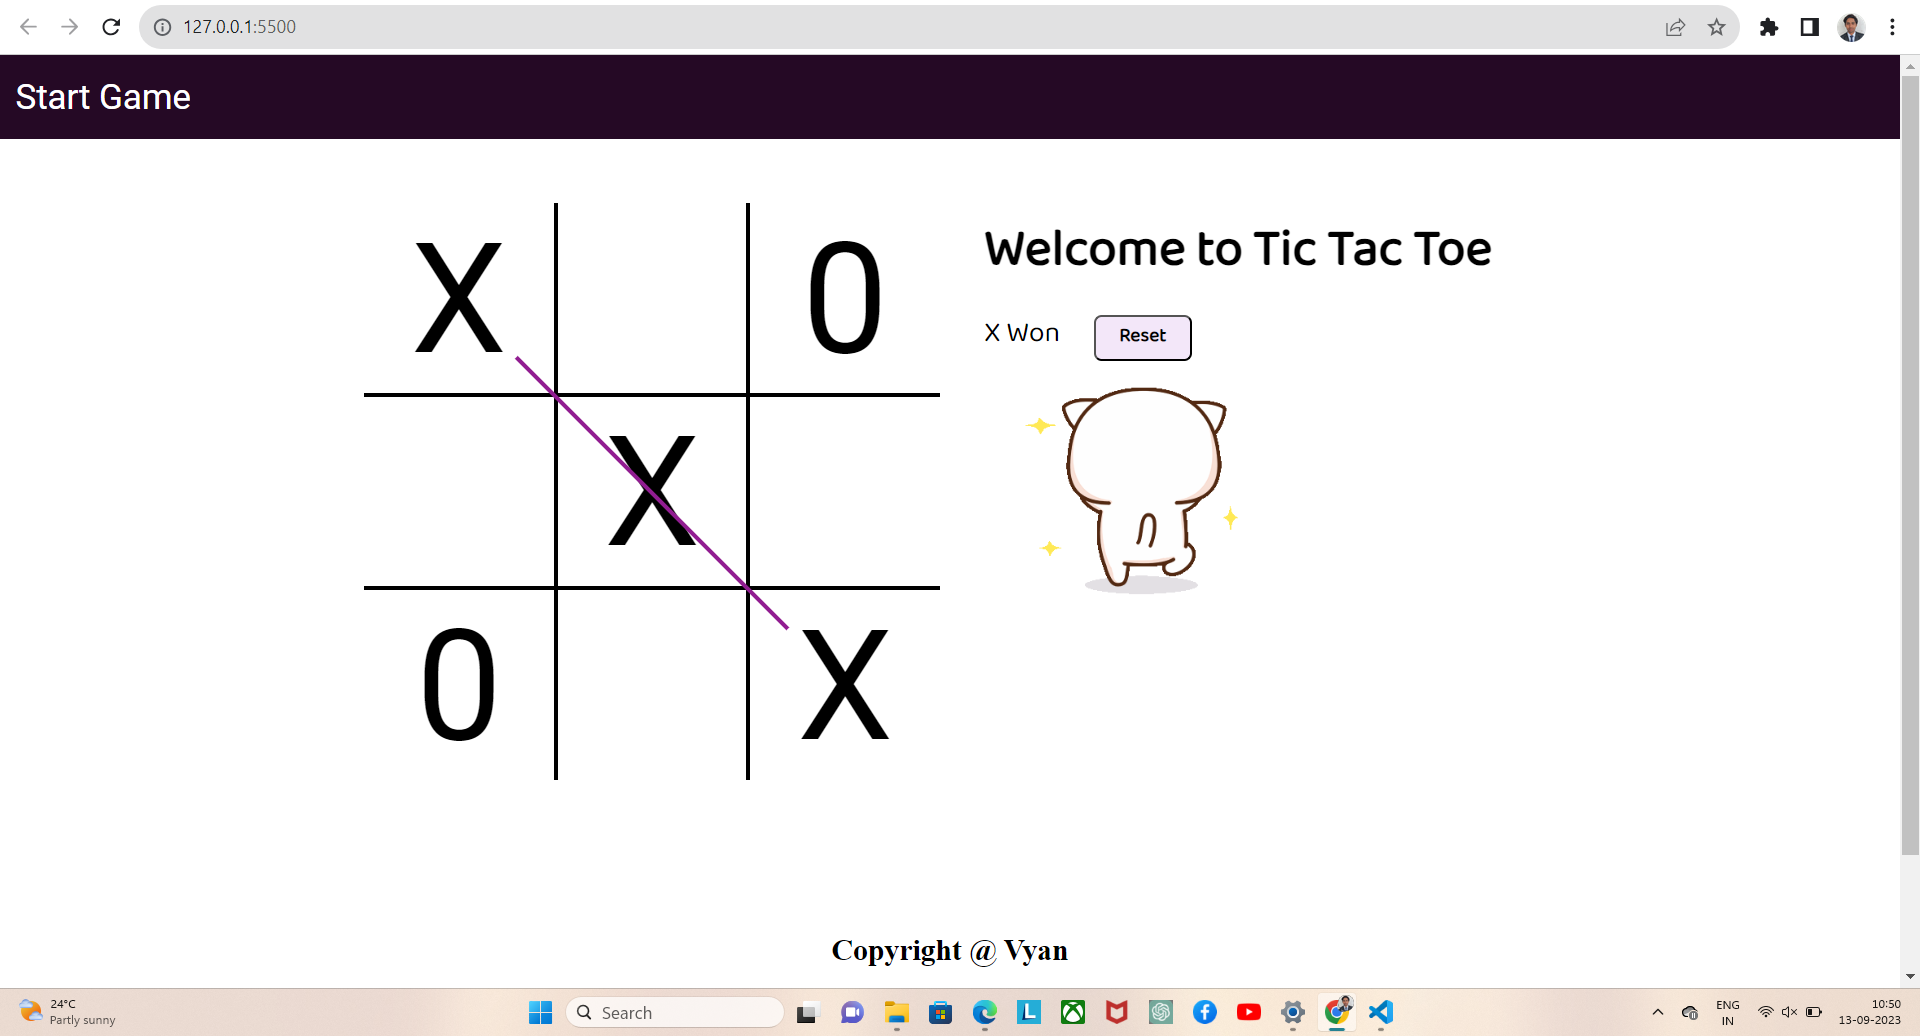 127.0.0.1:5500
Start Game
X 0
X
0 X
Welcome to Tic Tac Toe
X Won Reset
Copyright @ Vyan
24°C
Partly sunny
Search
L
ENG
IN
10:50
13-09-2023